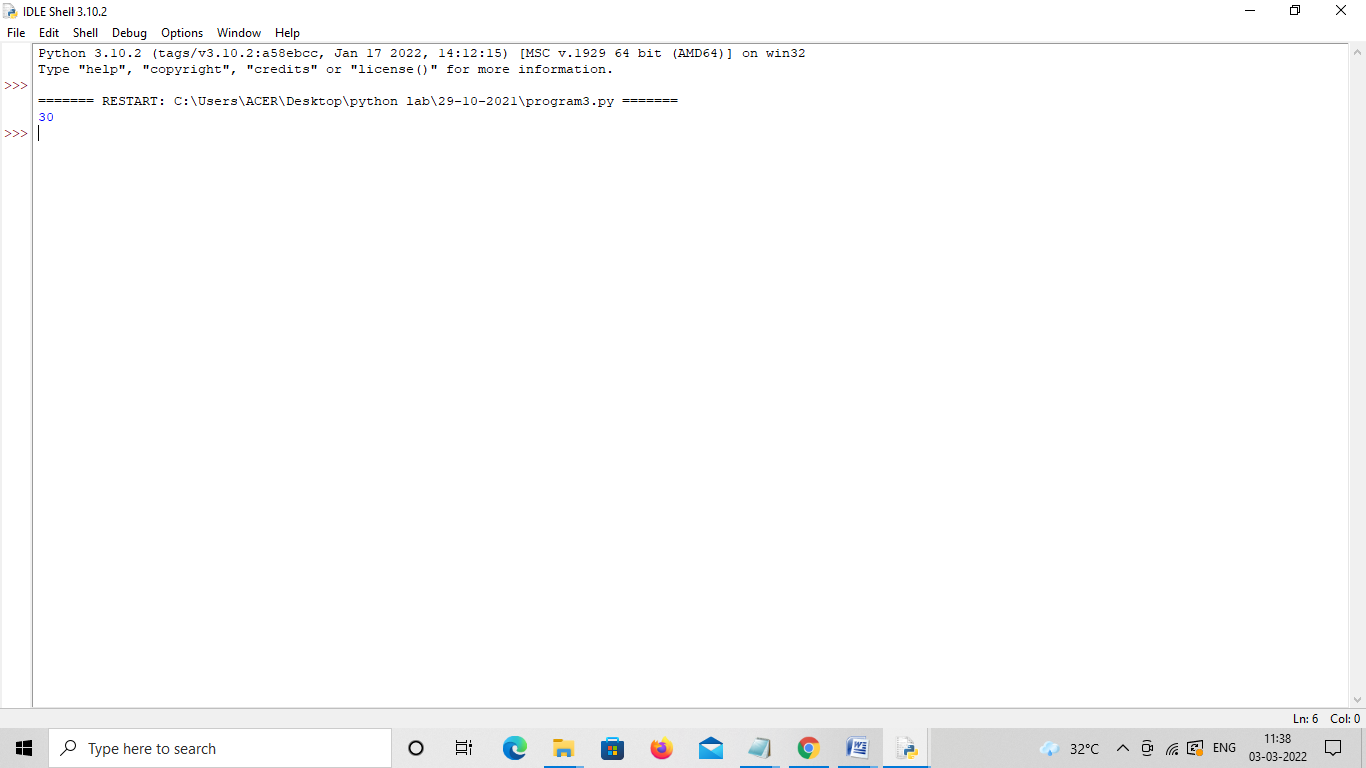 IDLE Shell 3.10.2
File Edit Shell Debug Options Window Help
Python 3.10.2 (tags/v3.10.2:a58ebcc, Jan 17 2022, 14:12:15) [MSC v.1929 64 bit (AMD64)] on win32
Type "help", "copyright", "credits" or "license()" for more information.
>>>
======= RESTART: C:\Users\ACER\Desktop\python lab\29-10-2021\program3.py =======
30
>>>
Ln: 6 Col: 0
Type here to search
32°C
ENG
11:38
03-03-2022